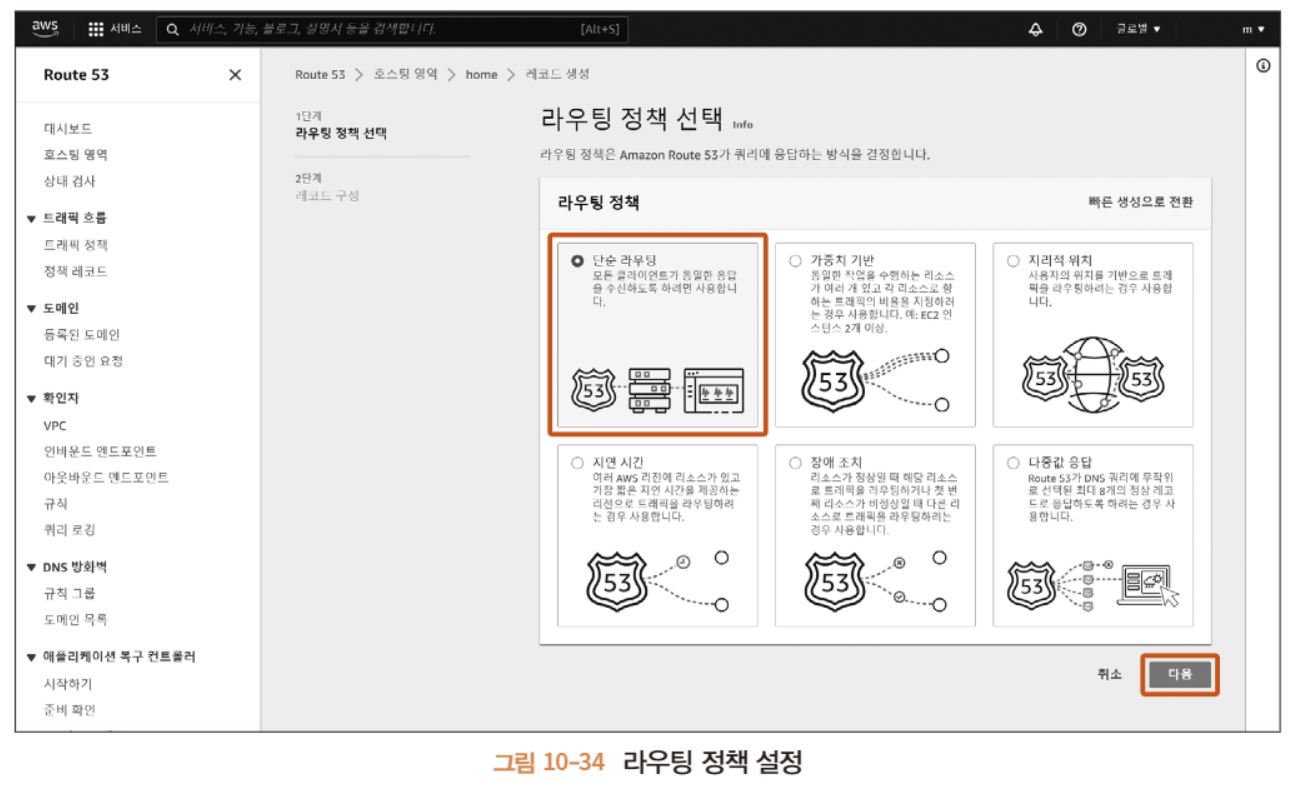 aws
서비스
서비스, 기능, 블로그, 설명서 등을 검색합니다.
[Alt+S]
글로벌 ▼
m ▼
Route 53
대시보드
호스팅 영역
상태 검사
▼ 트래픽 흐름
트래픽 정책
정책 레코드
▼ 도메인
등록된 도메인
대기 중인 요청
▼ 확인자
VPC
인바운드 엔드포인트
아웃바운드 엔드포인트
규칙
쿼리 로깅
▼ DNS 방화벽
규칙 그룹
도메인 목록
▼ 애플리케이션 복구 컨트롤러
시작하기
준비 확인
Route 53 > 호스팅 영역 > home > 레코드 생성
1단계
라우팅 정책 선택
2단계
레코드 구성
라우팅 정책 선택 Info
라우팅 정책은 Amazon Route 53가 쿼리에 응답하는 방식을 결정합니다.
라우팅 정책
빠른 생성으로 전환
단순 라우팅
모든 클라이언트가 동일한 응답
을 수신하도록 하려면 사용합니
다.
53
가중치 기반
동일한 작업을 수행하는 리소스
가 여러 개 있고 각 리소스로 향
하는 트래픽의 비율을 지정하려
는 경우 사용합니다. 예: EC2 인
스턴스 2개 이상.
53
지리적 위치
사용자의 위치를 기반으로 트래
픽을 라우팅하려는 경우 사용합
니다.
53
53
지연 시간
여러 AWS 리전에 리소스가 있고
가장 짧은 지연 시간을 제공하는
리전으로 트래픽을 라우팅하려
는 경우 사용합니다.
53
장애 조치
리소스가 정상일 때 해당 리소스
로 트래픽을 라우팅하거나 첫 번
째 리소스가 비정상일 때 다른 리
소스로 트래픽을 라우팅하려는
경우 사용합니다.
53
다중값 응답
Route 53가 DNS 쿼리에 무작위
로 선택된 최대 8개의 정상 레코
드로 응답하도록 하려는 경우 사
용합니다.
53
취소
다음
그림 10-34 라우팅 정책 설정